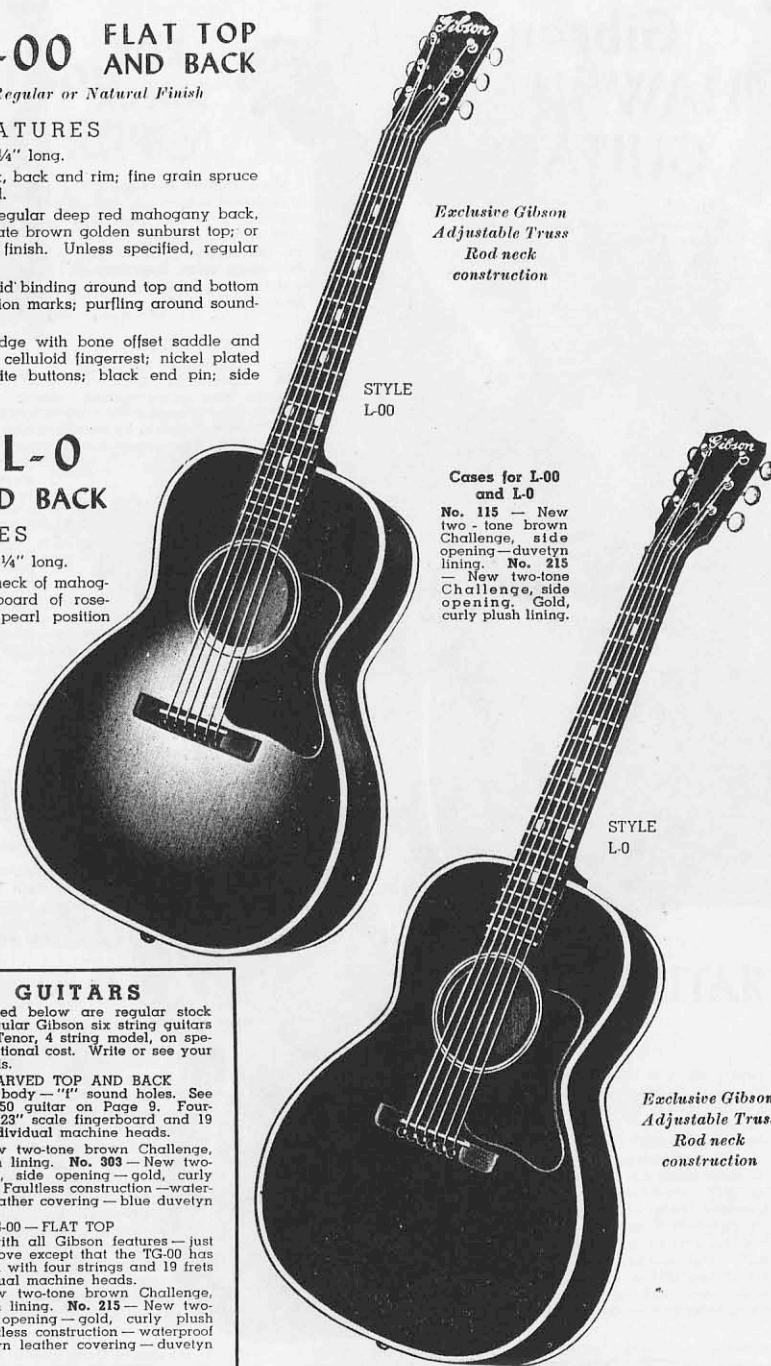 -00 FLAT TOP
AND BACK
Regular or Natural Finish
ATURES
¼" long.
, back and rim; fine grain spruce
d.
egular deep red mahogany back,
ate brown golden sunburst top; or
finish. Unless specified, regular
id binding around top and bottom
ion marks; purfling around sound-
dge with bone offset saddle and
celluloid fingerrest; nickel plated
ite buttons; black end pin; side
L-0
D BACK
ES
¼" long.
neck of mahog-
board of rose-
pearl position
Gibson
Exclusive Gibson
Adjustable Truss
Rod neck
construction
STYLE
L-00
Cases for L-00
and L-0
No. 115 — New
two-tone brown
Challenge, side
opening — duvetyn
lining. No. 215
— New two-tone
Challenge, side
opening. Gold,
curly plush lining.
Gibson
STYLE
L-0
Exclusive Gibson
Adjustable Truss
Rod neck
construction
GUITARS
ed below are regular stock
ular Gibson six string guitars
Tenor, 4 string model, on spe-
tional cost. Write or see your
ls.
ARVED TOP AND BACK
body — "f" sound holes. See
50 guitar on Page 9. Four-
23" scale fingerboard and 19
dividual machine heads.
w two-tone brown Challenge,
n lining. No. 303 — New two-
, side opening — gold, curly
Faultless construction — water-
ather covering — blue duvetyn
G-00 — FLAT TOP
ith all Gibson features — just
ove except that the TG-00 has
with four strings and 19 frets
ual machine heads.
w two-tone brown Challenge,
n lining. No. 215 — New two-
opening — gold, curly plush
tless construction — waterproof
wn leather covering — duvetyn